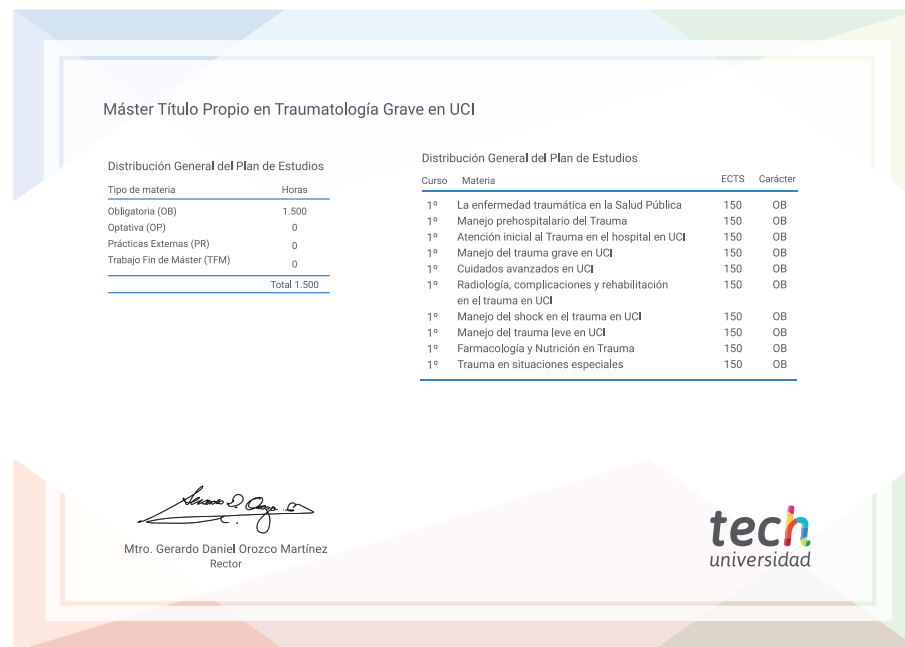 Máster Título Propio en Traumatología Grave en UCI
Distribución General del Plan de Estudios
Tipo de materia Horas
Obligatoria (OB) 1.500
Optativa (OP) 0
Prácticas Externas (PR) 0
Trabajo Fin de Máster (TFM) 0
Total 1.500
Distribución General del Plan de Estudios
Curso Materia ECTS Carácter
1º La enfermedad traumática en la Salud Pública 150 OB
1º Manejo prehospitalario del Trauma 150 OB
1º Atención inicial al Trauma en el hospital en UCI 150 OB
1º Manejo del trauma grave en UCI 150 OB
1º Cuidados avanzados en UCI 150 OB
1º Radiología, complicaciones y rehabilitación 150 OB
en el trauma en UCI
1º Manejo del shock en el trauma en UCI 150 OB
1º Manejo del trauma leve en UCI 150 OB
1º Farmacología y Nutrición en Trauma 150 OB
1º Trauma en situaciones especiales 150 OB
Mtro. Gerardo Daniel Orozco Martínez
Rector
tech
universidad